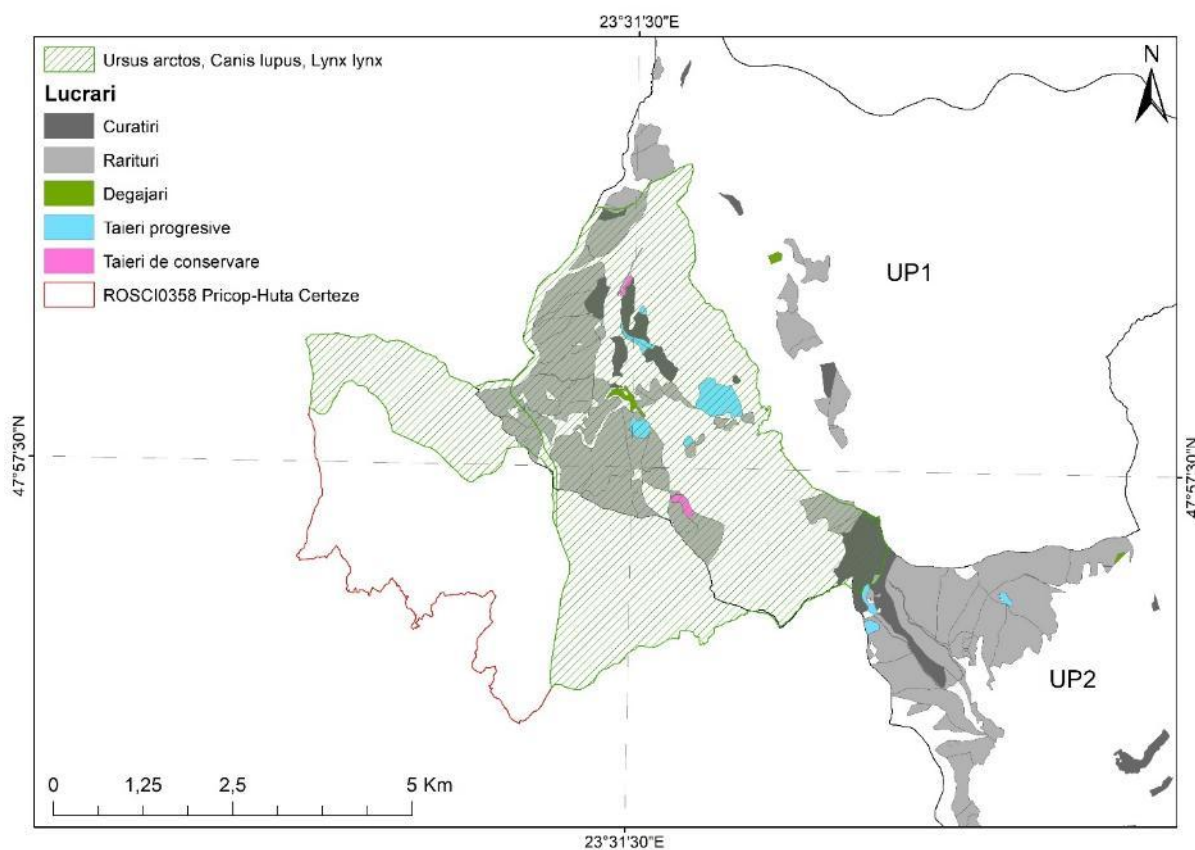 23°31'30"E
Ursus arctos, Canis lupus, Lynx lynx
N
Lucrari
Curatiri
Rarituri
Degajari
Taieri progresive
Taieri de conservare
ROSCI0358 Pricop-Huta Certeze
UP1
47°57'30"N
47°57'30"N
UP2
0 1,25 2,5 5 Km
23°31'30"E